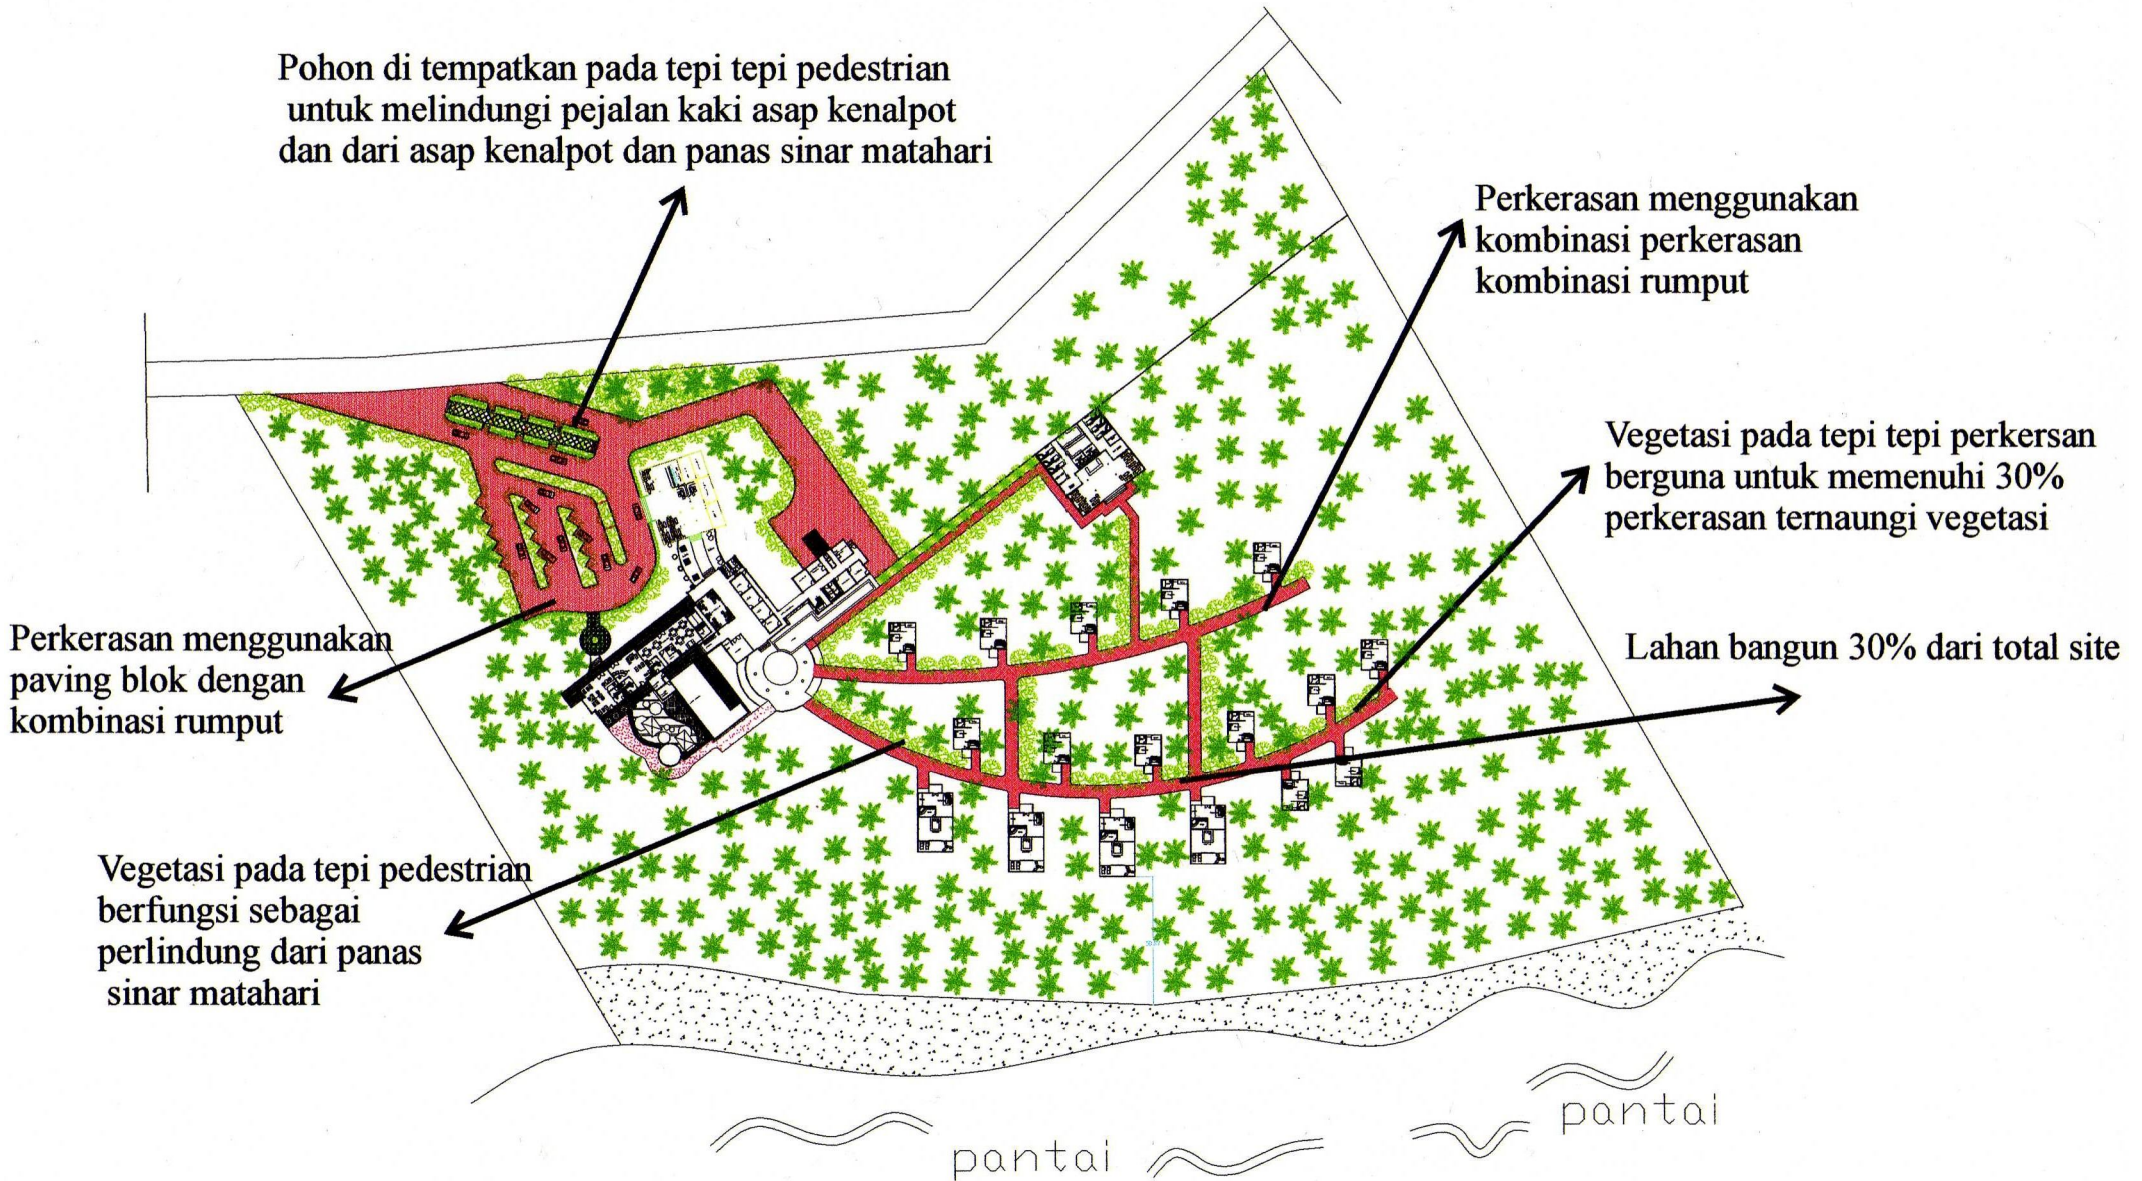 Pohon di tempatkan pada tepi tepi pedestrian
untuk melindungi pejalan kaki asap kenalpot
dan dari asap kenalpot dan panas sinar matahari
Perkerasan menggunakan
kombinasi perkerasan
kombinasi rumput
Vegetasi pada tepi tepi perkersan
berguna untuk memenuhi 30%
perkerasan ternaungi vegetasi
Lahan bangun 30% dari total site
Perkerasan menggunakan
paving blok dengan
kombinasi rumput
Vegetasi pada tepi pedestrian
berfungsi sebagai
perlindung dari panas
sinar matahari
pantai
pantai